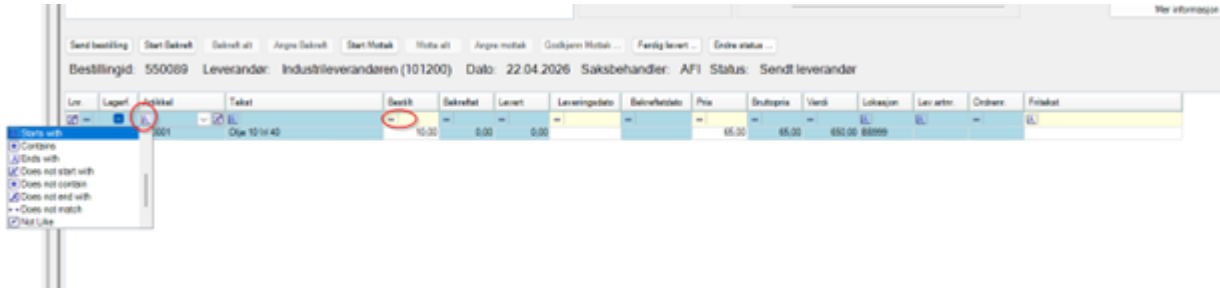 Mer informasjon
Send bestilling Start Bekreft Bekreft alt Angre Bekreft Start Mottak Motta alt Angre mottak Godkjenn Mottak ... Ferdig levert ... Endre status ...
Bestillingid: 550089 Leverandør: Industrileverandøren (101200) Dato: 22.04.2026 Saksbehandler: AFI Status: Sendt leverandør
Lnr. Lagerf. Artikkel Tekst Bestilt Bekreftet Levert Leveringsdato Bekreftetdato Pris Bruttopris Verdi Lokasjon Lev.artnr. Ordrenr. Fritekst
Starts with
Olje 10 W 40 10.00 0.00 0.00 65.00 65.00 650.00
Contains
Ends with
Does not start with
Does not contain
Does not end with
Does not match
Not Like